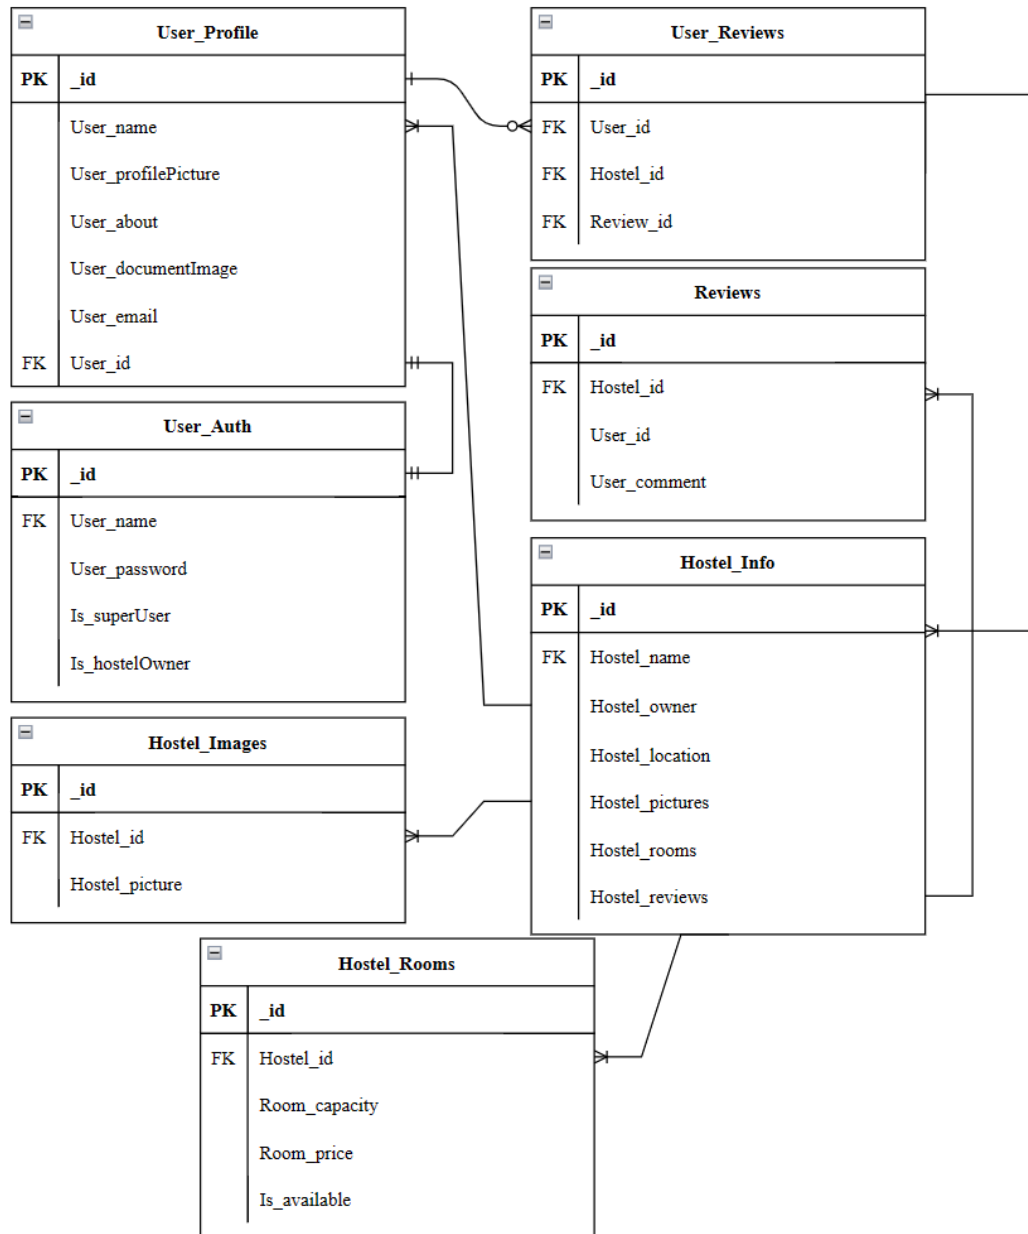 User_Profile
PK _id
User_name
User_profilePicture
User_about
User_documentImage
User_email
FK User_id
User_Auth
PK _id
FK User_name
User_password
Is_superUser
Is_hostelOwner
Hostel_Images
PK _id
FK Hostel_id
Hostel_picture
User_Reviews
PK _id
FK User_id
FK Hostel_id
FK Review_id
Reviews
PK _id
FK Hostel_id
User_id
User_comment
Hostel_Info
PK _id
FK Hostel_name
Hostel_owner
Hostel_location
Hostel_pictures
Hostel_rooms
Hostel_reviews
Hostel_Rooms
PK _id
FK Hostel_id
Room_capacity
Room_price
Is_available